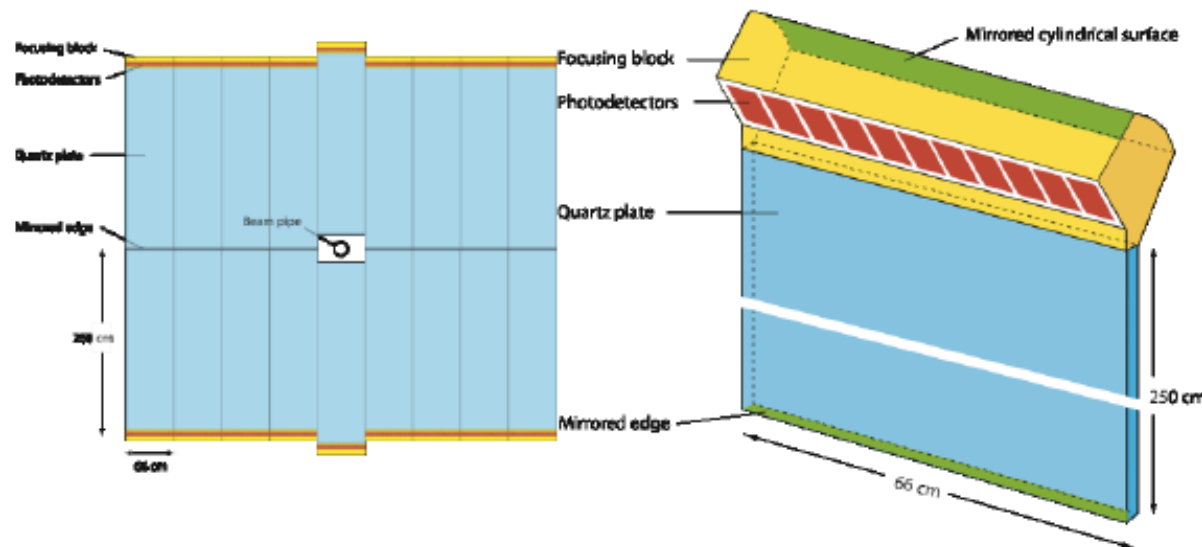 Focusing block
Photodetectors
Quartz plate
Mirrored edge
Beam pipe
250 cm
66 cm
Mirrored cylindrical surface
Focusing block
Photodetectors
Quartz plate
Mirrored edge
250 cm
66 cm